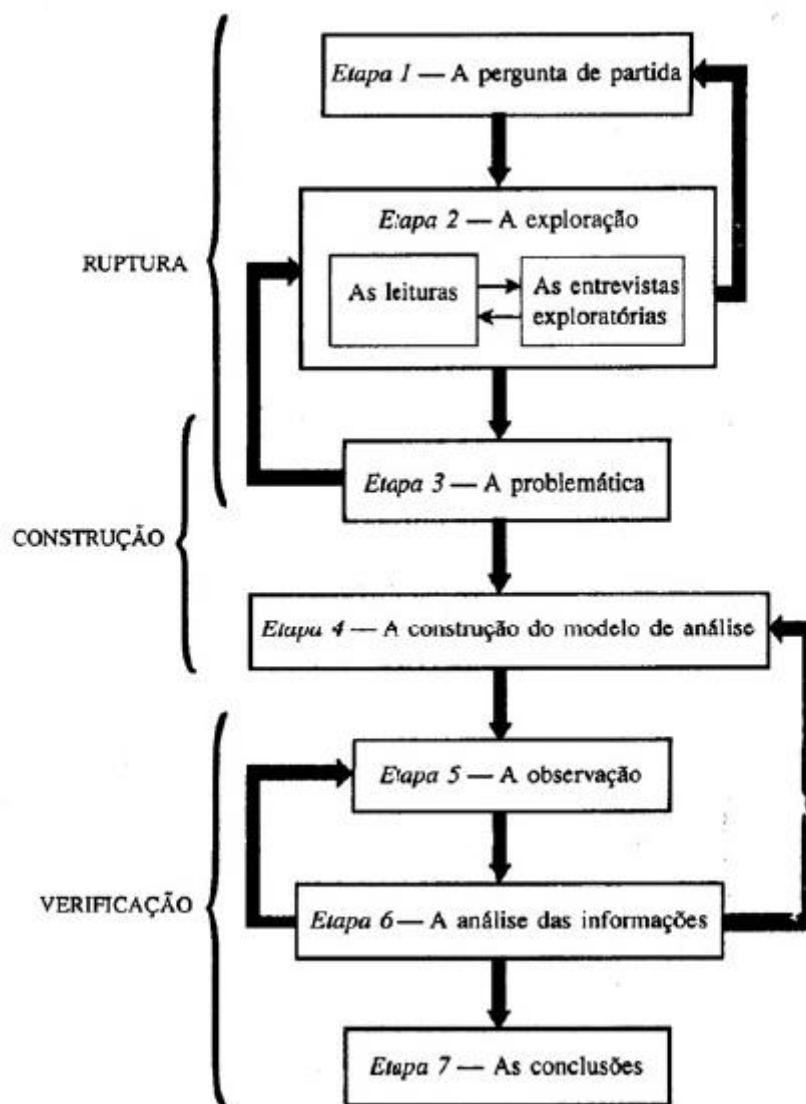 Etapa 1 — A pergunta de partida
Etapa 2 — A exploração
RUPTURA
As leituras
As entrevistas
exploratórias
Etapa 3 — A problemática
CONSTRUÇÃO
Etapa 4 — A construção do modelo de análise
Etapa 5 — A observação
VERIFICAÇÃO
Etapa 6 — A análise das informações
Etapa 7 — As conclusões